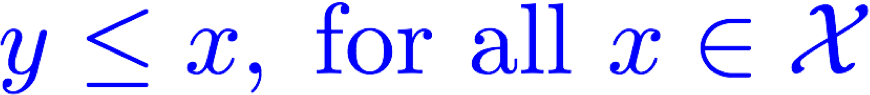 y ≤ x, for all x ∈ 𝒳